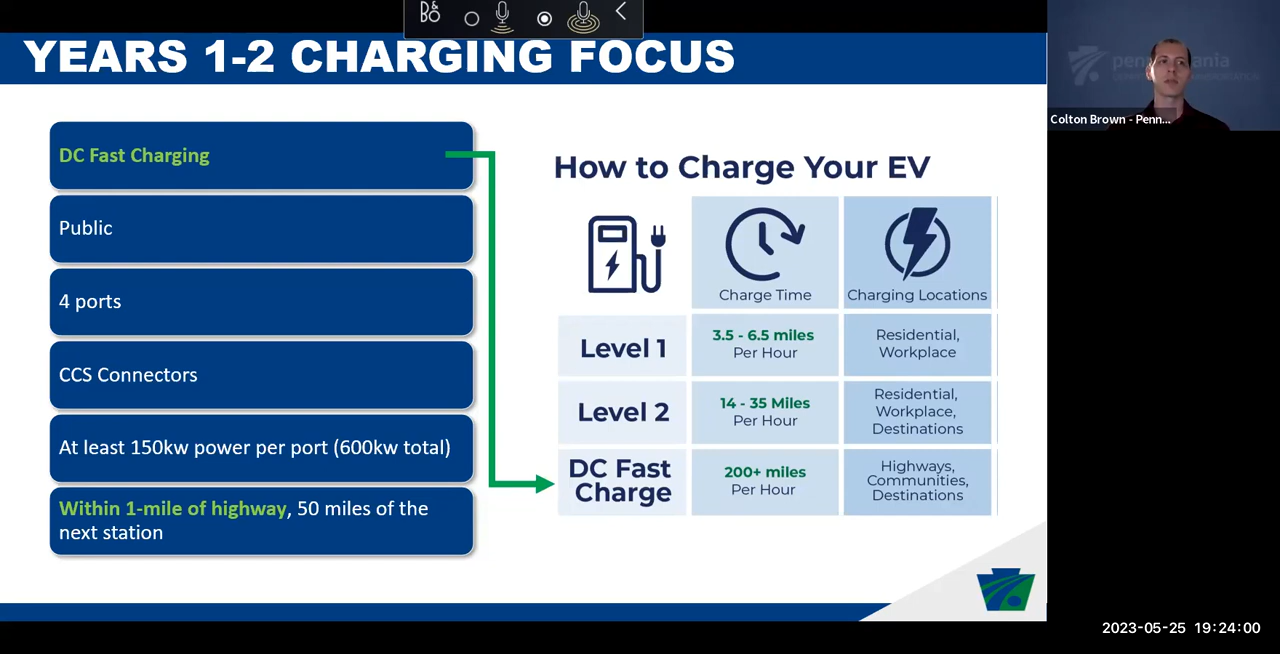 YEARS 1-2 CHARGING FOCUS
DC Fast Charging
Public
4 ports
CCS Connectors
At least 150kw power per port (600kw total)
Within 1-mile of highway, 50 miles of the
next station
How to Charge Your EV
Charge Time
Charging Locations
Level 1
3.5 - 6.5 miles
Per Hour
Residential,
Workplace
Level 2
14 - 35 Miles
Per Hour
Residential,
Workplace,
Destinations
DC Fast
Charge
200+ miles
Per Hour
Highways,
Communities,
Destinations
Colton Brown - Penn...
2023-05-25 19:24:00